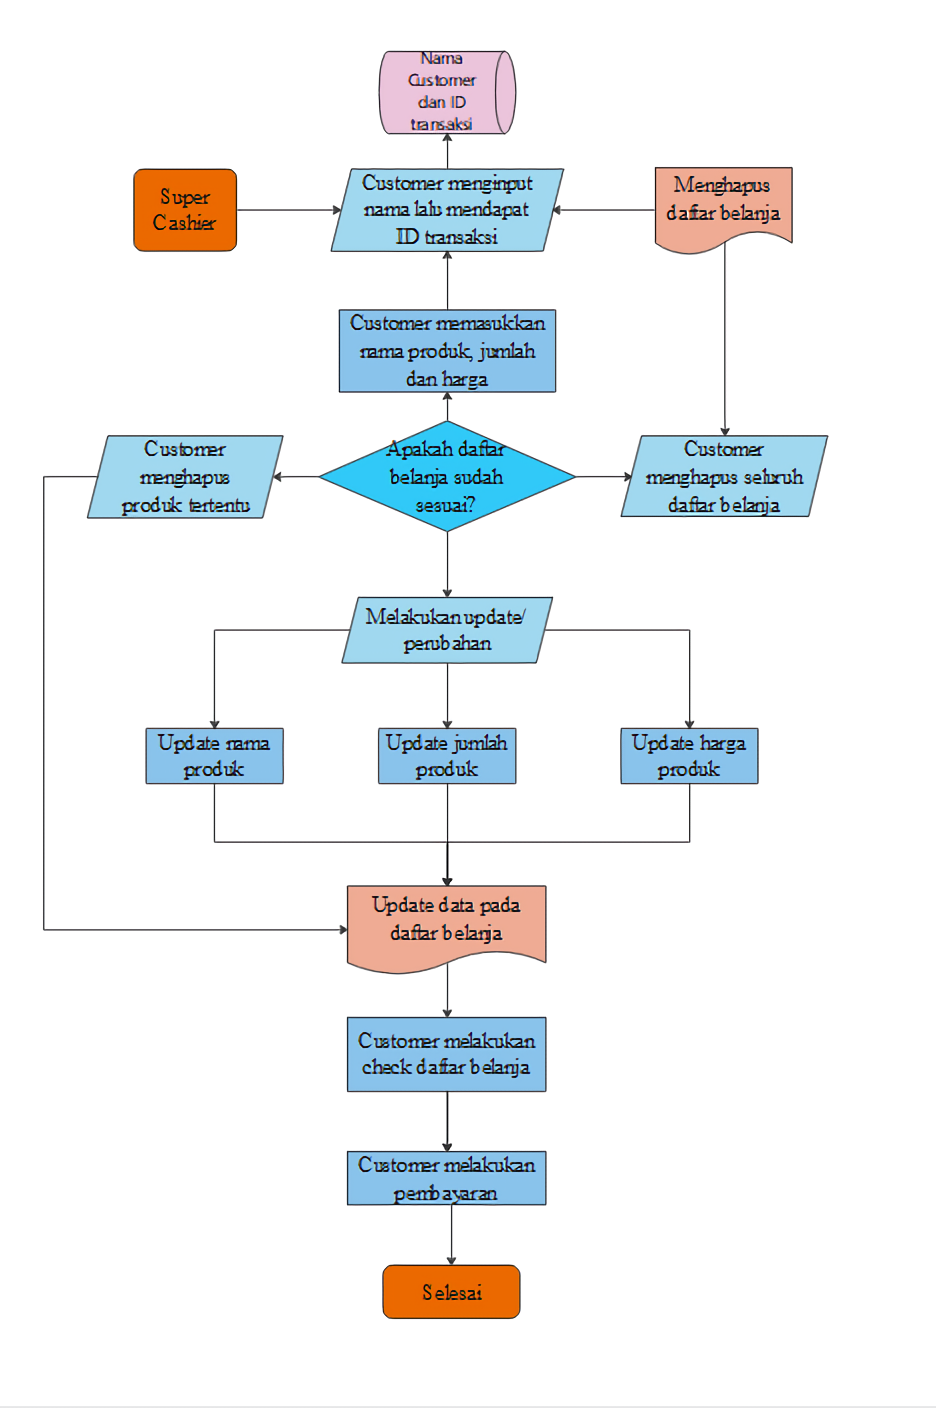 Nama
Customer
dan ID
transaksi
Super
Cashier
Customer menginput
nama lalu mendapat
ID transaksi
Menghapus
daftar belanja
Customer memasukkan
nama produk, jumlah
dan harga
Customer
menghapus
produk tertentu
Apakah daftar
belanja sudah
sesuai?
Customer
menghapus seluruh
daftar belanja
Melakukan update/
perubahan
Update nama
produk
Update jumlah
produk
Update harga
produk
Update data pada
daftar belanja
Customer melakukan
check daftar belanja
Customer melakukan
pembayaran
Selesai